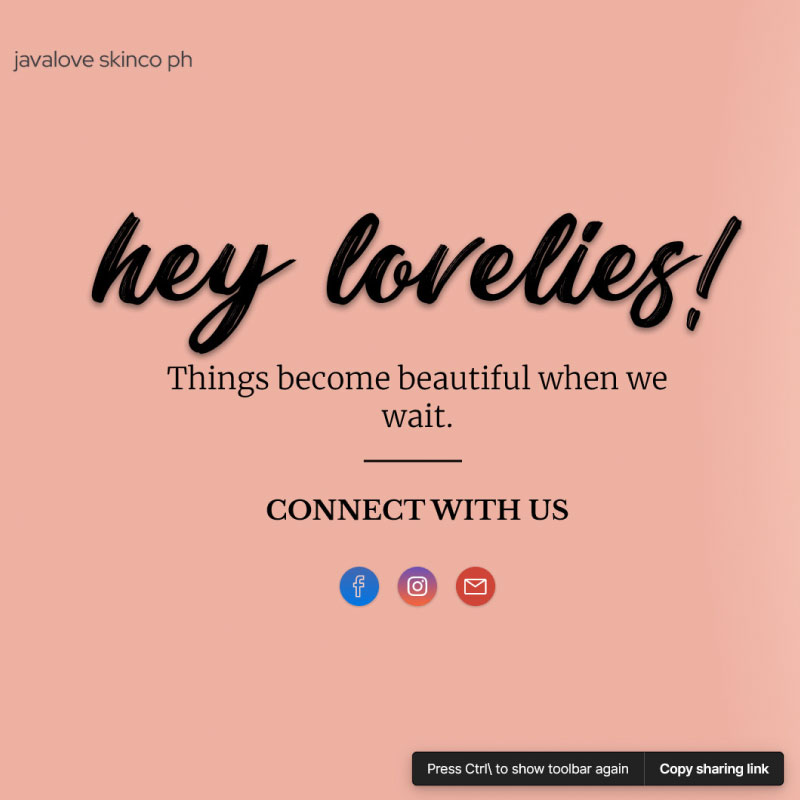 javalove skinco ph
hey lovelies!
Things become beautiful when we
wait.
CONNECT WITH US
Press Ctrl\ to show toolbar again
Copy sharing link